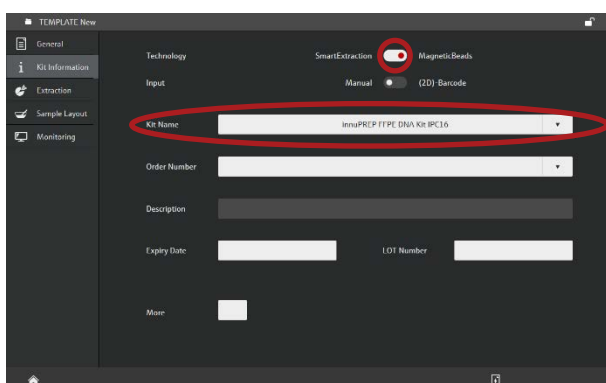 TEMPLATE New
General
Kit Information
Extraction
Sample Layout
Monitoring
Technology SmartExtraction MagneticBeads
Input Manual (2D)-Barcode
Kit Name innuPREP FFPE DNA Kit IPC16
Order Number
Description
Expiry Date LOT Number
More